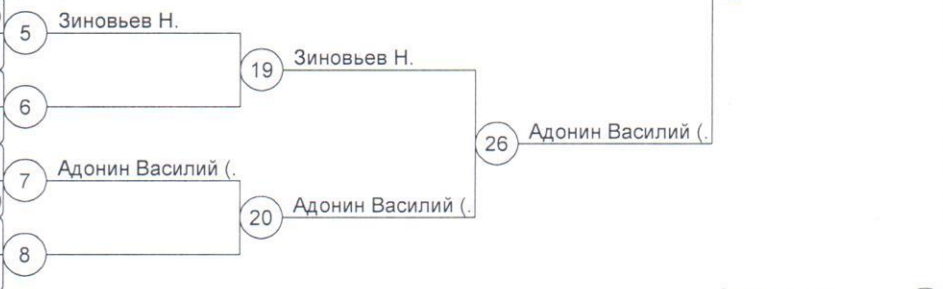 5 Зиновьев Н.
19 Зиновьев Н.
6
26 Адонин Василий (.
7 Адонин Василий (.
20 Адонин Василий (.
8